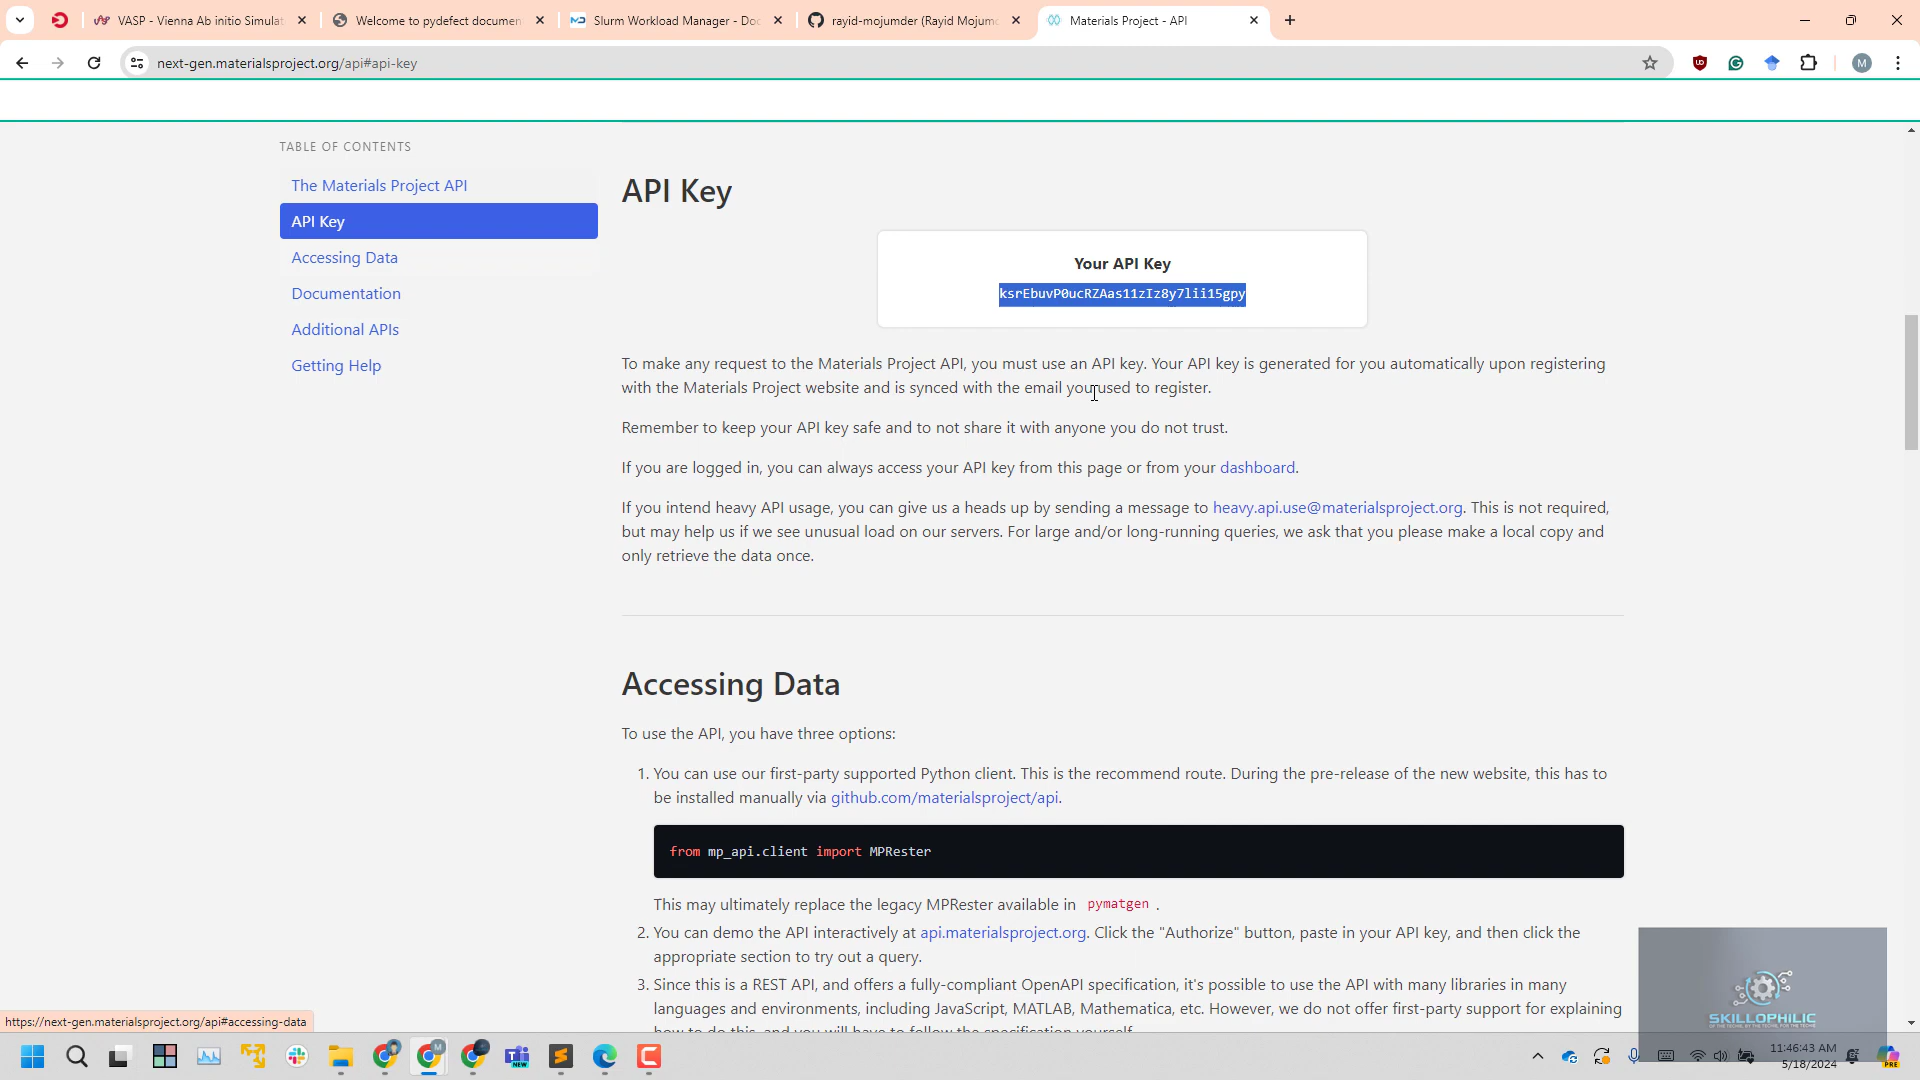 VASP - Vienna Ab initio Simulat
Welcome to pydefect documen
Slurm Workload Manager - Doc
rayid-mojumder (Rayid Mojumd
Materials Project - API
next-gen.materialsproject.org/api#api-key
M
TABLE OF CONTENTS
The Materials Project API
API Key
Accessing Data
Documentation
Additional APIs
Getting Help
API Key
Your API Key
ksrEbuvP0ucRZAas11zIz8y7lii15gpy
To make any request to the Materials Project API, you must use an API key. Your API key is generated for you automatically upon registering
with the Materials Project website and is synced with the email you used to register.
Remember to keep your API key safe and to not share it with anyone you do not trust.
If you are logged in, you can always access your API key from this page or from your dashboard.
If you intend heavy API usage, you can give us a heads up by sending a message to heavy.api.use@materialsproject.org. This is not required,
but may help us if we see unusual load on our servers. For large and/or long-running queries, we ask that you please make a local copy and
only retrieve the data once.
Accessing Data
To use the API, you have three options:
1. You can use our first-party supported Python client. This is the recommend route. During the pre-release of the new website, this has to
be installed manually via github.com/materialsproject/api.
from mp_api.client import MPRester
This may ultimately replace the legacy MPRester available in pymatgen .
2. You can demo the API interactively at api.materialsproject.org. Click the "Authorize" button, paste in your API key, and then click the
appropriate section to try out a query.
3. Since this is a REST API, and offers a fully-compliant OpenAPI specification, it's possible to use the API with many libraries in many
languages and environments, including JavaScript, MATLAB, Mathematica, etc. However, we do not offer first-party support for explaining
how to do this, and you will have to follow the specification yourself.
https://next-gen.materialsproject.org/api#accessing-data
SKILLOPHILIC
11:46:43 AM
5/18/2024